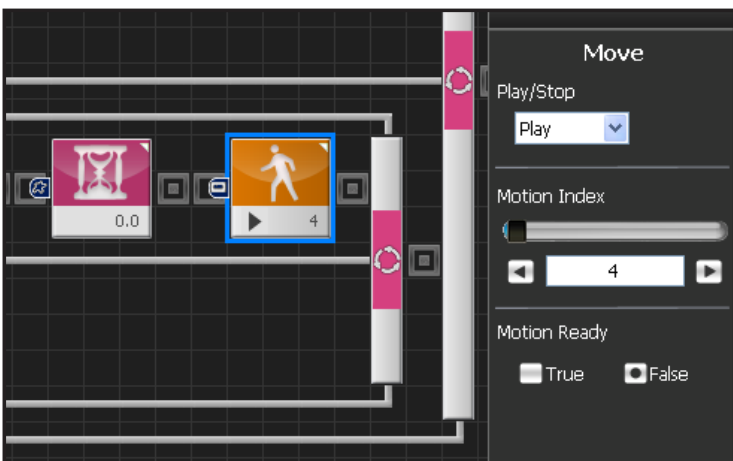 Move
Play/Stop
Play
0.0
4
Motion Index
4
Motion Ready
True
False